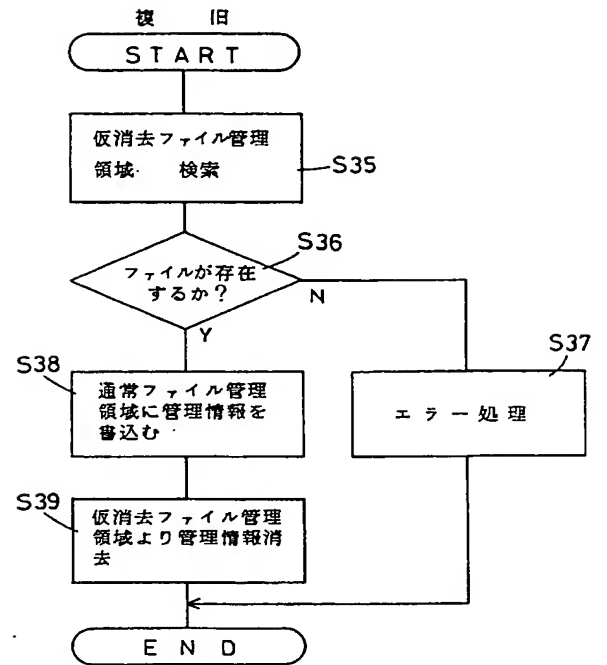 復 旧
START
仮消去ファイル管理
領域 検索
S35
S36
ファイルが存在
するか?
N
Y
S38
通常ファイル管理
領域に管理情報を
書込む
S37
エラー処理
S39
仮消去ファイル管理
領域より管理情報消
去
END